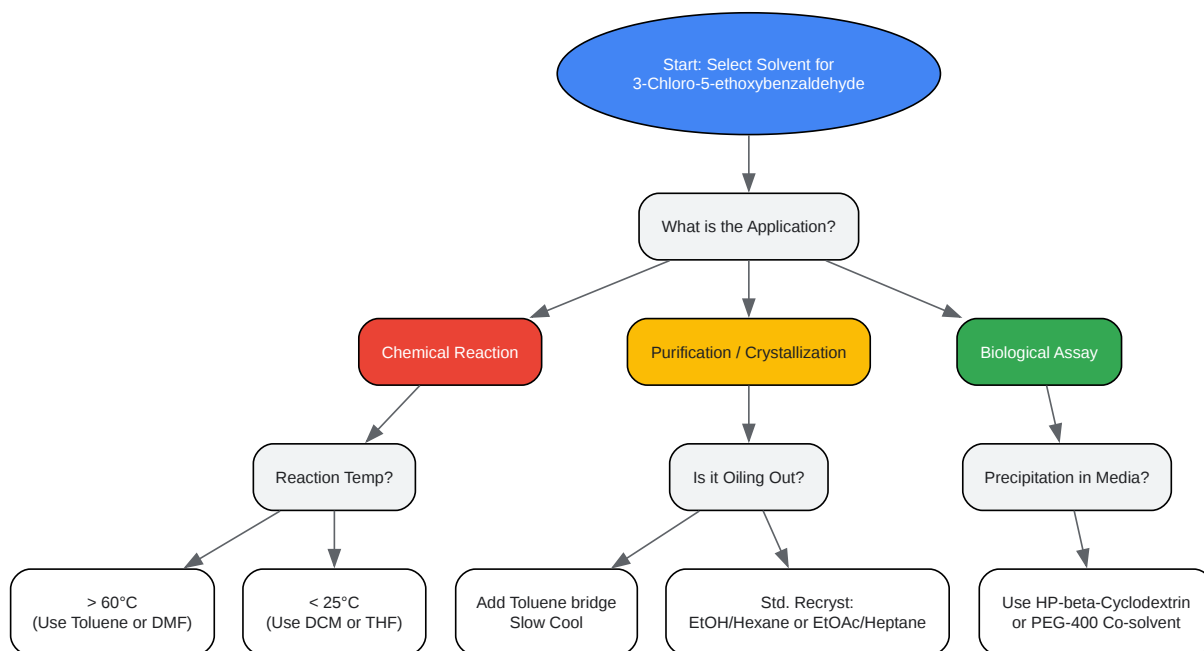 Start: Select Solvent for
3-Chloro-5-ethoxybenzaldehyde
What is the Application?
Chemical Reaction
Purification / Crystallization
Biological Assay
Reaction Temp?
Is it Oiling Out?
Precipitation in Media?
> 60°C
(Use Toluene or DMF)
< 25°C
(Use DCM or THF)
Add Toluene bridge
Slow Cool
Std. Recryst:
EtOH/Hexane or EtOAc/Heptane
Use HP-beta-Cyclodextrin
or PEG-400 Co-solvent